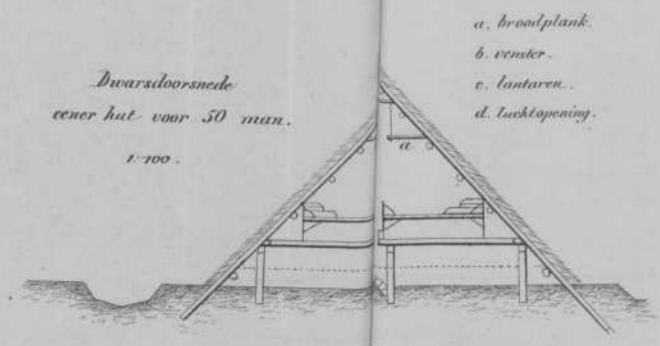 Dwarsdoorsnede
eener hut voor 50 man.
1:100.
a. broodplank.
b. venster.
c. lantaren.
d. luchtopening.
a